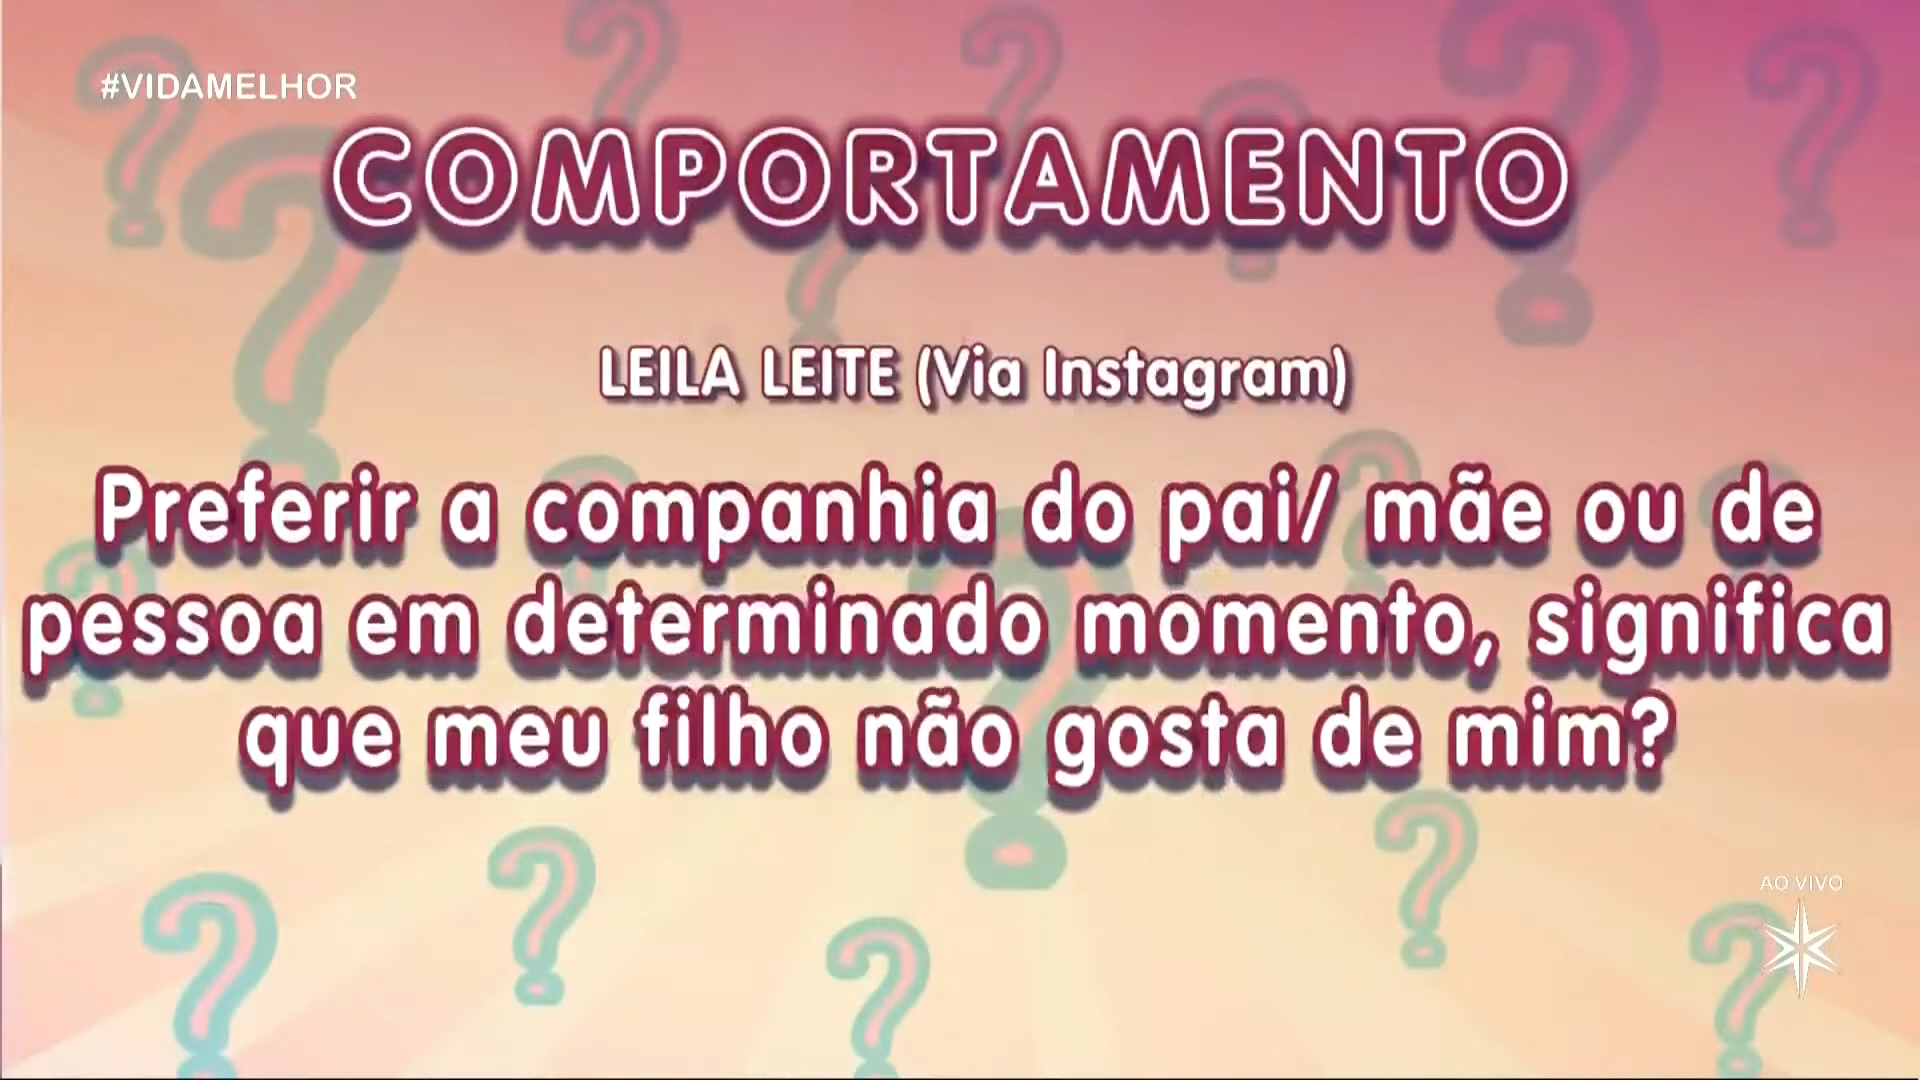 #VIDAMELHOR
COMPORTAMENTO
LEILA LEITE (Via Instagram)
Preferir a companhia do pai/ mãe ou de
pessoa em determinado momento, significa
que meu filho não gosta de mim?
AO VIVO